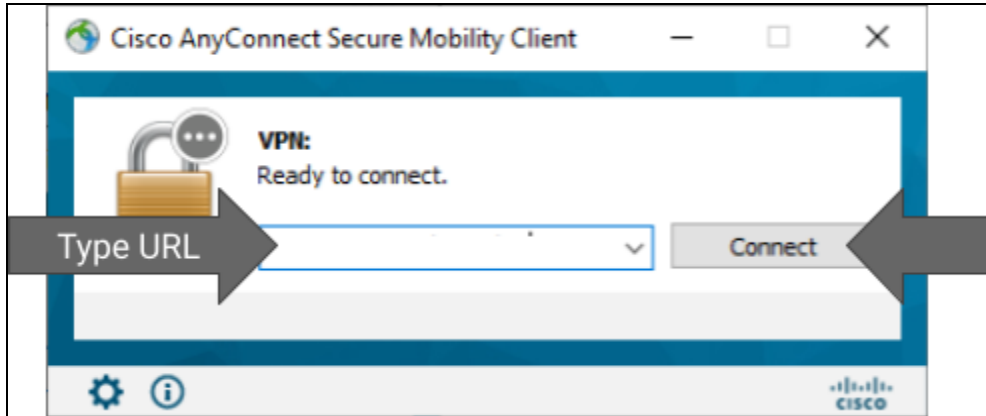 Cisco AnyConnect Secure Mobility Client
VPN:
Ready to connect.
Type URL
Connect
CISCO